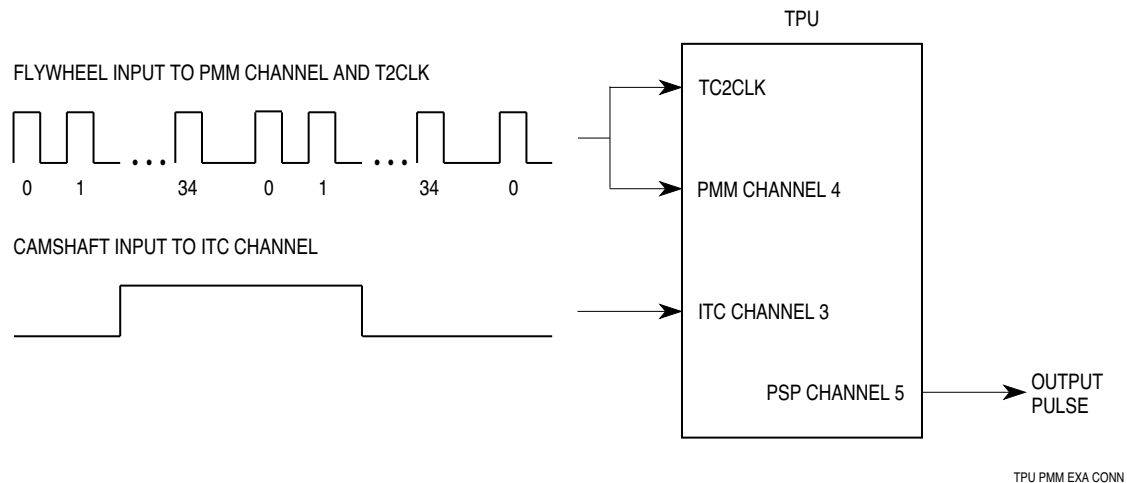 TPU
FLYWHEEL INPUT TO PMM CHANNEL AND T2CLK
TC2CLK
0 1 34 0 1 34 0
PMM CHANNEL 4
CAMSHAFT INPUT TO ITC CHANNEL
ITC CHANNEL 3
PSP CHANNEL 5
OUTPUT
PULSE
TPU PMM EXA CONN